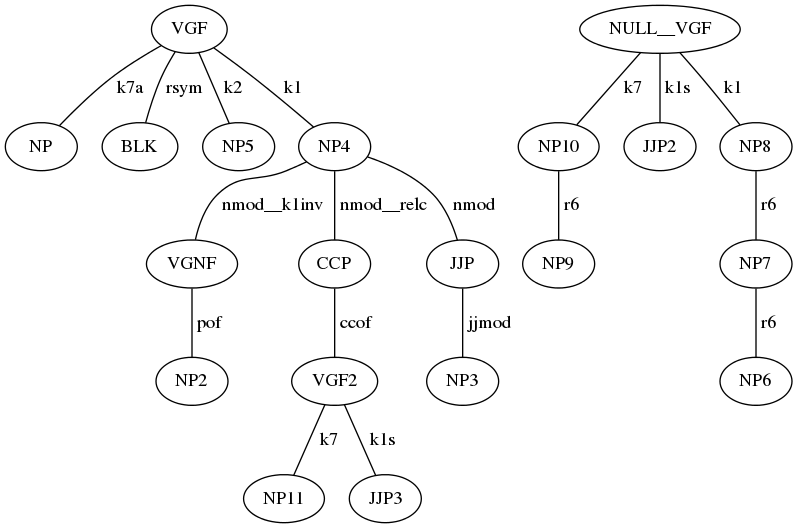 VGF NULL__VGF
k7a rsym k2 k1 k7 k1s k1
NP BLK NP5 NP4 NP10 JJP2 NP8
nmod__k1inv nmod__relc nmod r6 r6
VGNF CCP JJP NP9 NP7
pof ccof jjmod r6
NP2 VGF2 NP3 NP6
k7 k1s
NP11 JJP3